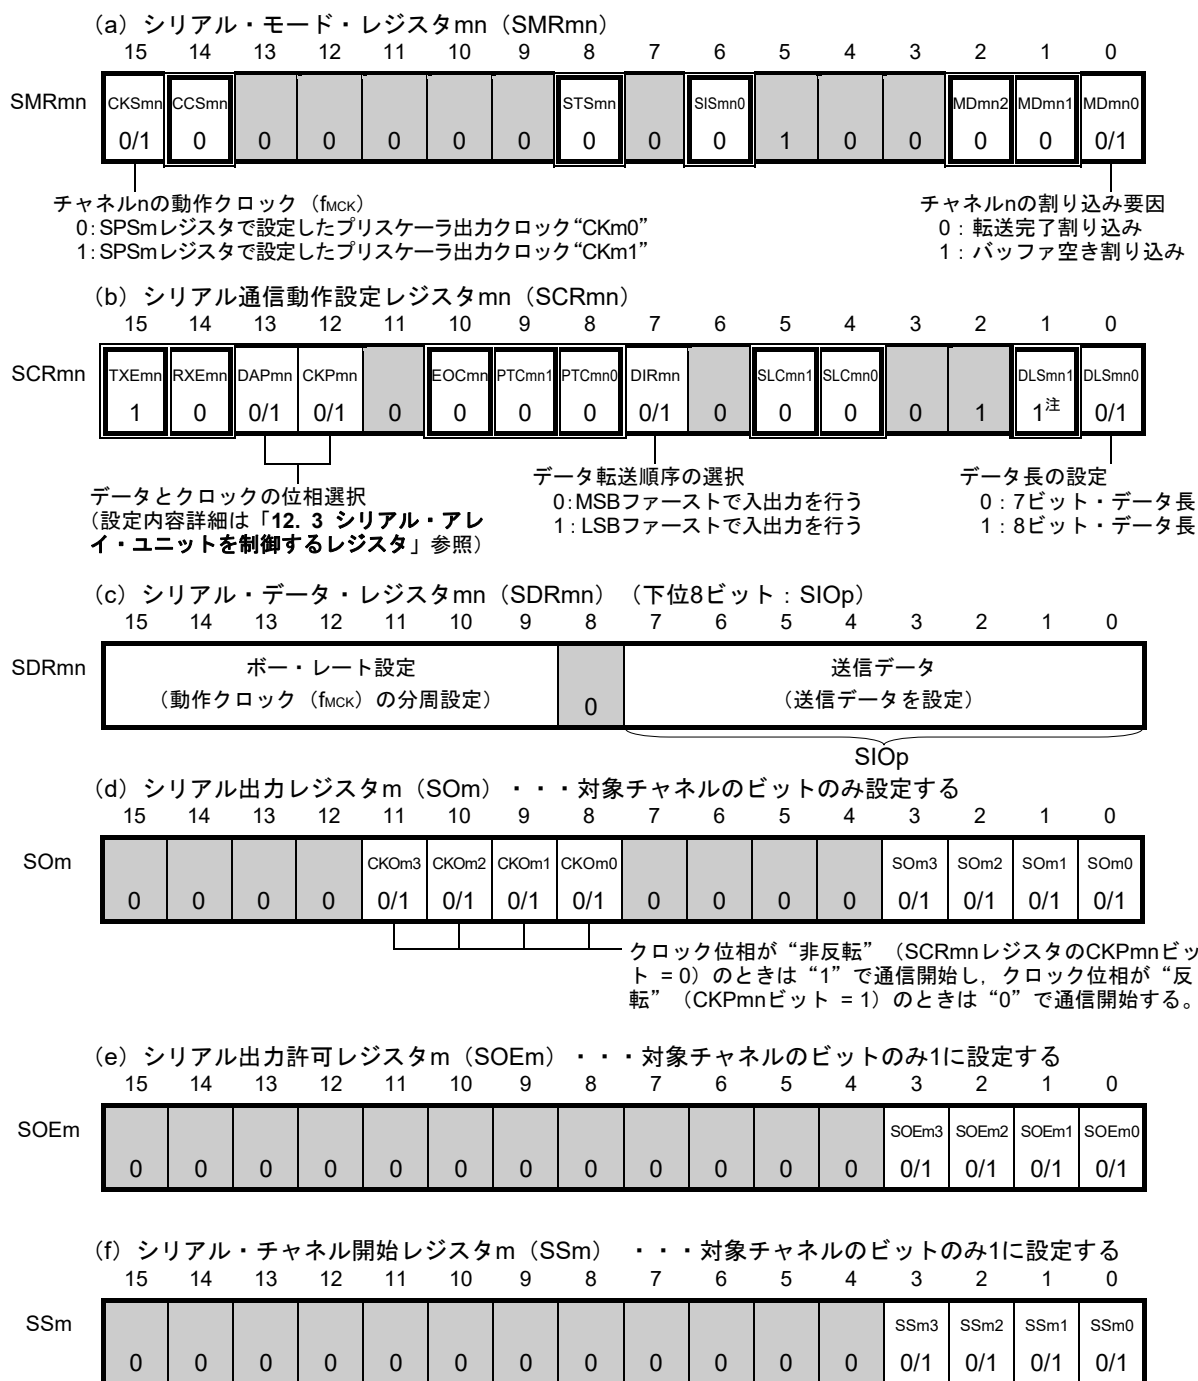 (a) シリアル・モード・レジスタmn（SMRmn）
15 14 13 12 11 10 9 8 7 6 5 4 3 2 1 0
SMRmn CKSmn CCSmn STSmn SISmn0 MDmn2 MDmn1 MDmn0
0/1 0 0 0 0 0 0 0 0 0 1 0 0 0 0 0/1
チャネルnの動作クロック（fMCK）
0：SPSmレジスタで設定したプリスケーラ出力クロック“CKm0”
1：SPSmレジスタで設定したプリスケーラ出力クロック“CKm1”
チャネルnの割り込み要因
0：転送完了割り込み
1：バッファ空き割り込み
(b) シリアル通信動作設定レジスタmn（SCRmn）
15 14 13 12 11 10 9 8 7 6 5 4 3 2 1 0
SCRmn TXEmn RXEmn DAPmn CKPmn EOCmn PTCmn1 PTCmn0 DIRmn SLCmn1 SLCmn0 DLSmn1 DLSmn0
1 0 0/1 0/1 0 0 0 0 0/1 0 0 0 0 1 1注 0/1
データとクロックの位相選択
（設定内容詳細は「12. 3 シリアル・アレ
イ・ユニットを制御するレジスタ」参照）
データ転送順序の選択
0：MSBファーストで入出力を行う
1：LSBファーストで入出力を行う
データ長の設定
0：7ビット・データ長
1：8ビット・データ長
(c) シリアル・データ・レジスタmn（SDRmn）（下位8ビット：SIOp）
15 14 13 12 11 10 9 8 7 6 5 4 3 2 1 0
SDRmn ボー・レート設定 送信データ
（動作クロック（fMCK）の分周設定） 0 （送信データを設定）
SIOp
(d) シリアル出力レジスタm（SOm）・・・対象チャネルのビットのみ設定する
15 14 13 12 11 10 9 8 7 6 5 4 3 2 1 0
SOm CKOm3 CKOm2 CKOm1 CKOm0 SOm3 SOm2 SOm1 SOm0
0 0 0 0 0/1 0/1 0/1 0/1 0 0 0 0 0/1 0/1 0/1 0/1
クロック位相が“非反転”（SCRmnレジスタのCKPmnビッ
ト = 0）のときは“1”で通信開始し，クロック位相が“反
転”（CKPmnビット = 1）のときは“0”で通信開始する。
(e) シリアル出力許可レジスタm（SOEm）・・・対象チャネルのビットのみ1に設定する
15 14 13 12 11 10 9 8 7 6 5 4 3 2 1 0
SOEm SOEm3 SOEm2 SOEm1 SOEm0
0 0 0 0 0 0 0 0 0 0 0 0 0/1 0/1 0/1 0/1
(f) シリアル・チャネル開始レジスタm（SSm） ・・・対象チャネルのビットのみ1に設定する
15 14 13 12 11 10 9 8 7 6 5 4 3 2 1 0
SSm SSm3 SSm2 SSm1 SSm0
0 0 0 0 0 0 0 0 0 0 0 0 0/1 0/1 0/1 0/1